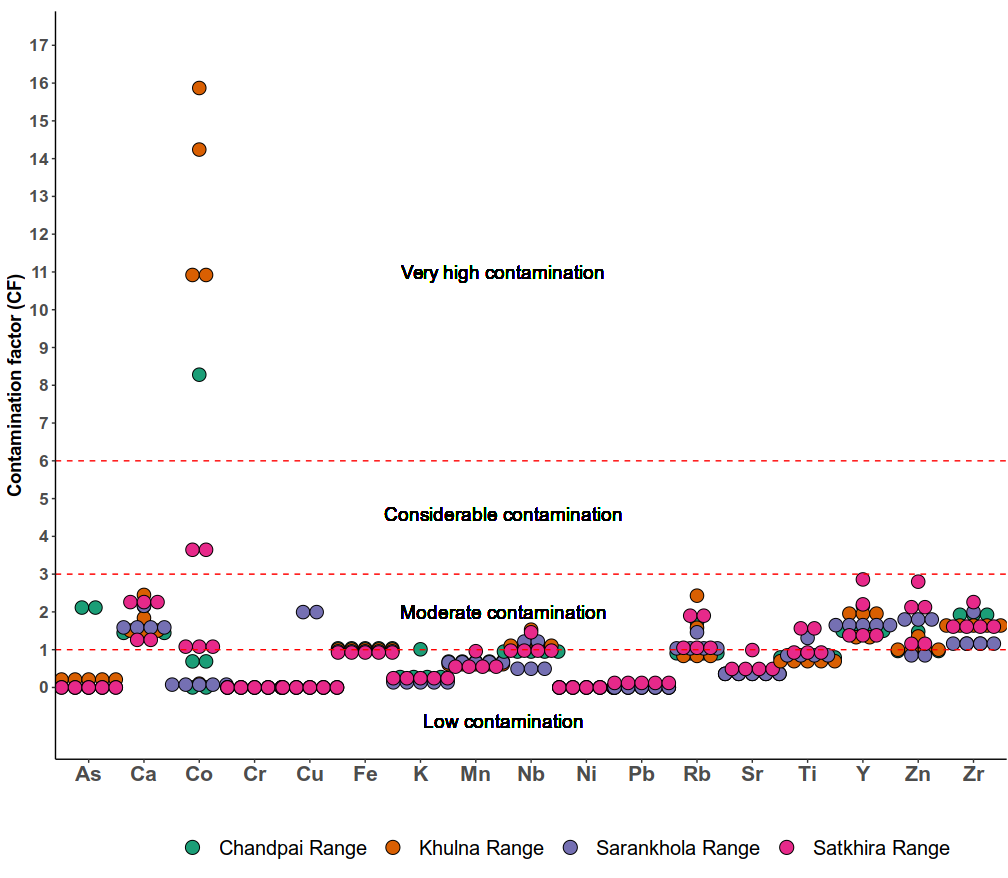 Contamination factor (CF)
17
16
15
14
13
12
11
10
9
8
7
6
5
4
3
2
1
0
Very high contamination
Considerable contamination
Moderate contamination
Low contamination
As Ca Co Cr Cu Fe K Mn Nb Ni Pb Rb Sr Ti Y Zn Zr
Chandpai Range Khulna Range Sarankhola Range Satkhira Range